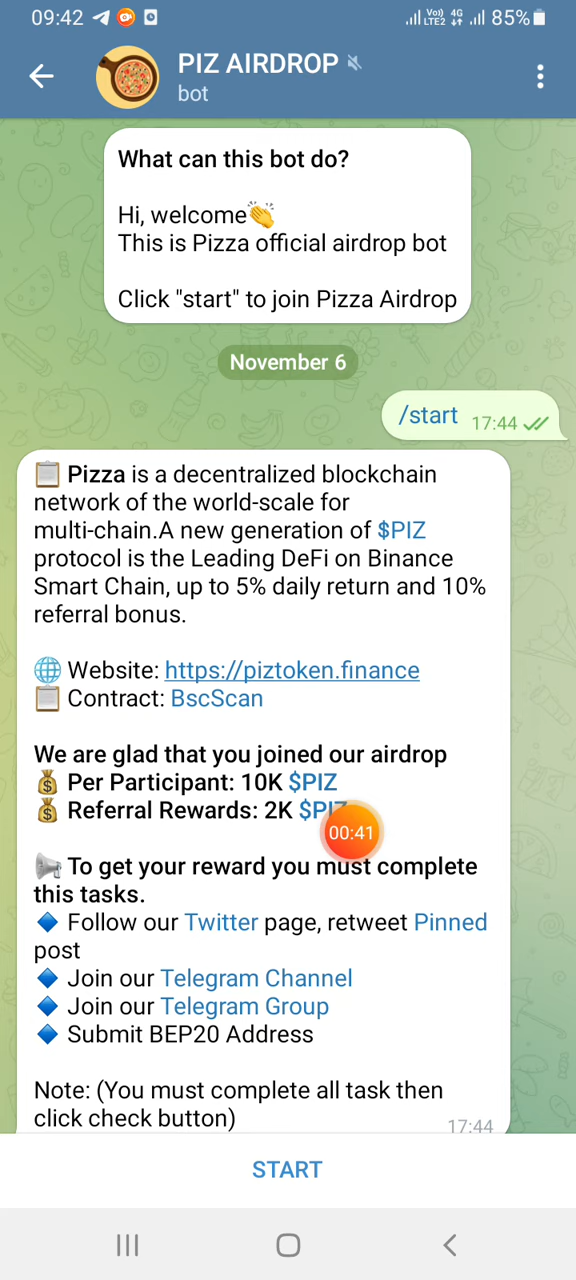 09:42 Vo) LTE2 4G 85%
PIZ AIRDROP
bot
What can this bot do?
Hi, welcome👏
This is Pizza official airdrop bot
Click "start" to join Pizza Airdrop
November 6
/start 17:44
📋 Pizza is a decentralized blockchain
network of the world-scale for
multi-chain.A new generation of $PIZ
protocol is the Leading DeFi on Binance
Smart Chain, up to 5% daily return and 10%
referral bonus.
🌐 Website: https://piztoken.finance
📋 Contract: BscScan
We are glad that you joined our airdrop
💰 Per Participant: 10K $PIZ
💰 Referral Rewards: 2K $PIZ
00:41
📢 To get your reward you must complete
this tasks.
🔹 Follow our Twitter page, retweet Pinned
post
🔹 Join our Telegram Channel
🔹 Join our Telegram Group
🔹 Submit BEP20 Address
Note: (You must complete all task then
click check button)
17:44
START